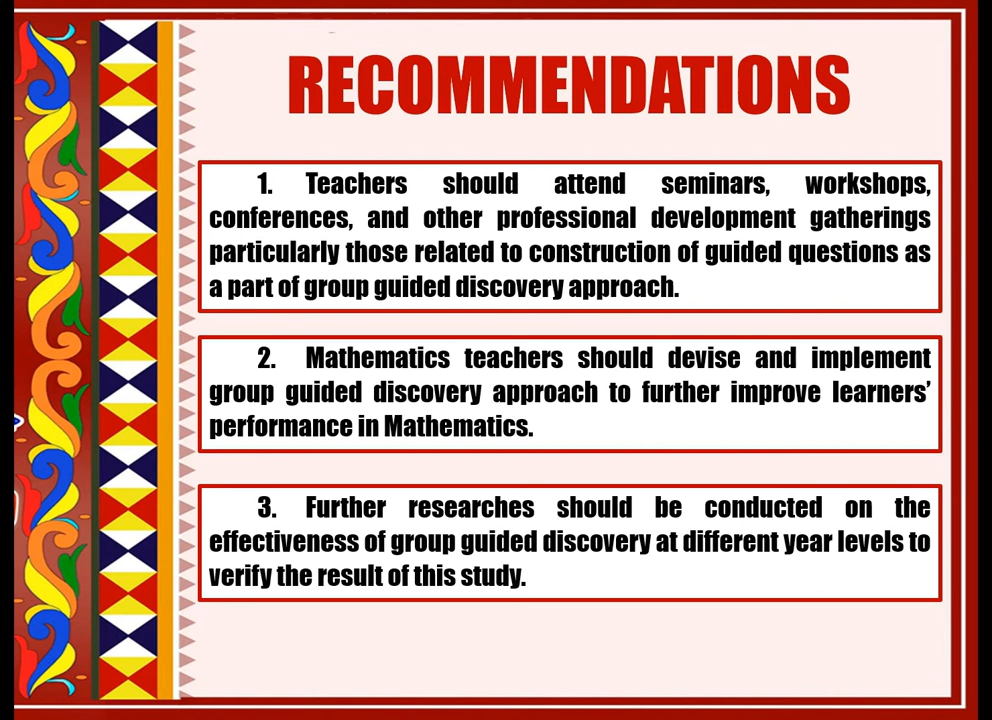 RECOMMENDATIONS
1. Teachers should attend seminars, workshops,
conferences, and other professional development gatherings
particularly those related to construction of guided questions as
a part of group guided discovery approach.
2. Mathematics teachers should devise and implement
group guided discovery approach to further improve learners’
performance in Mathematics.
3. Further researches should be conducted on the
effectiveness of group guided discovery at different year levels to
verify the result of this study.